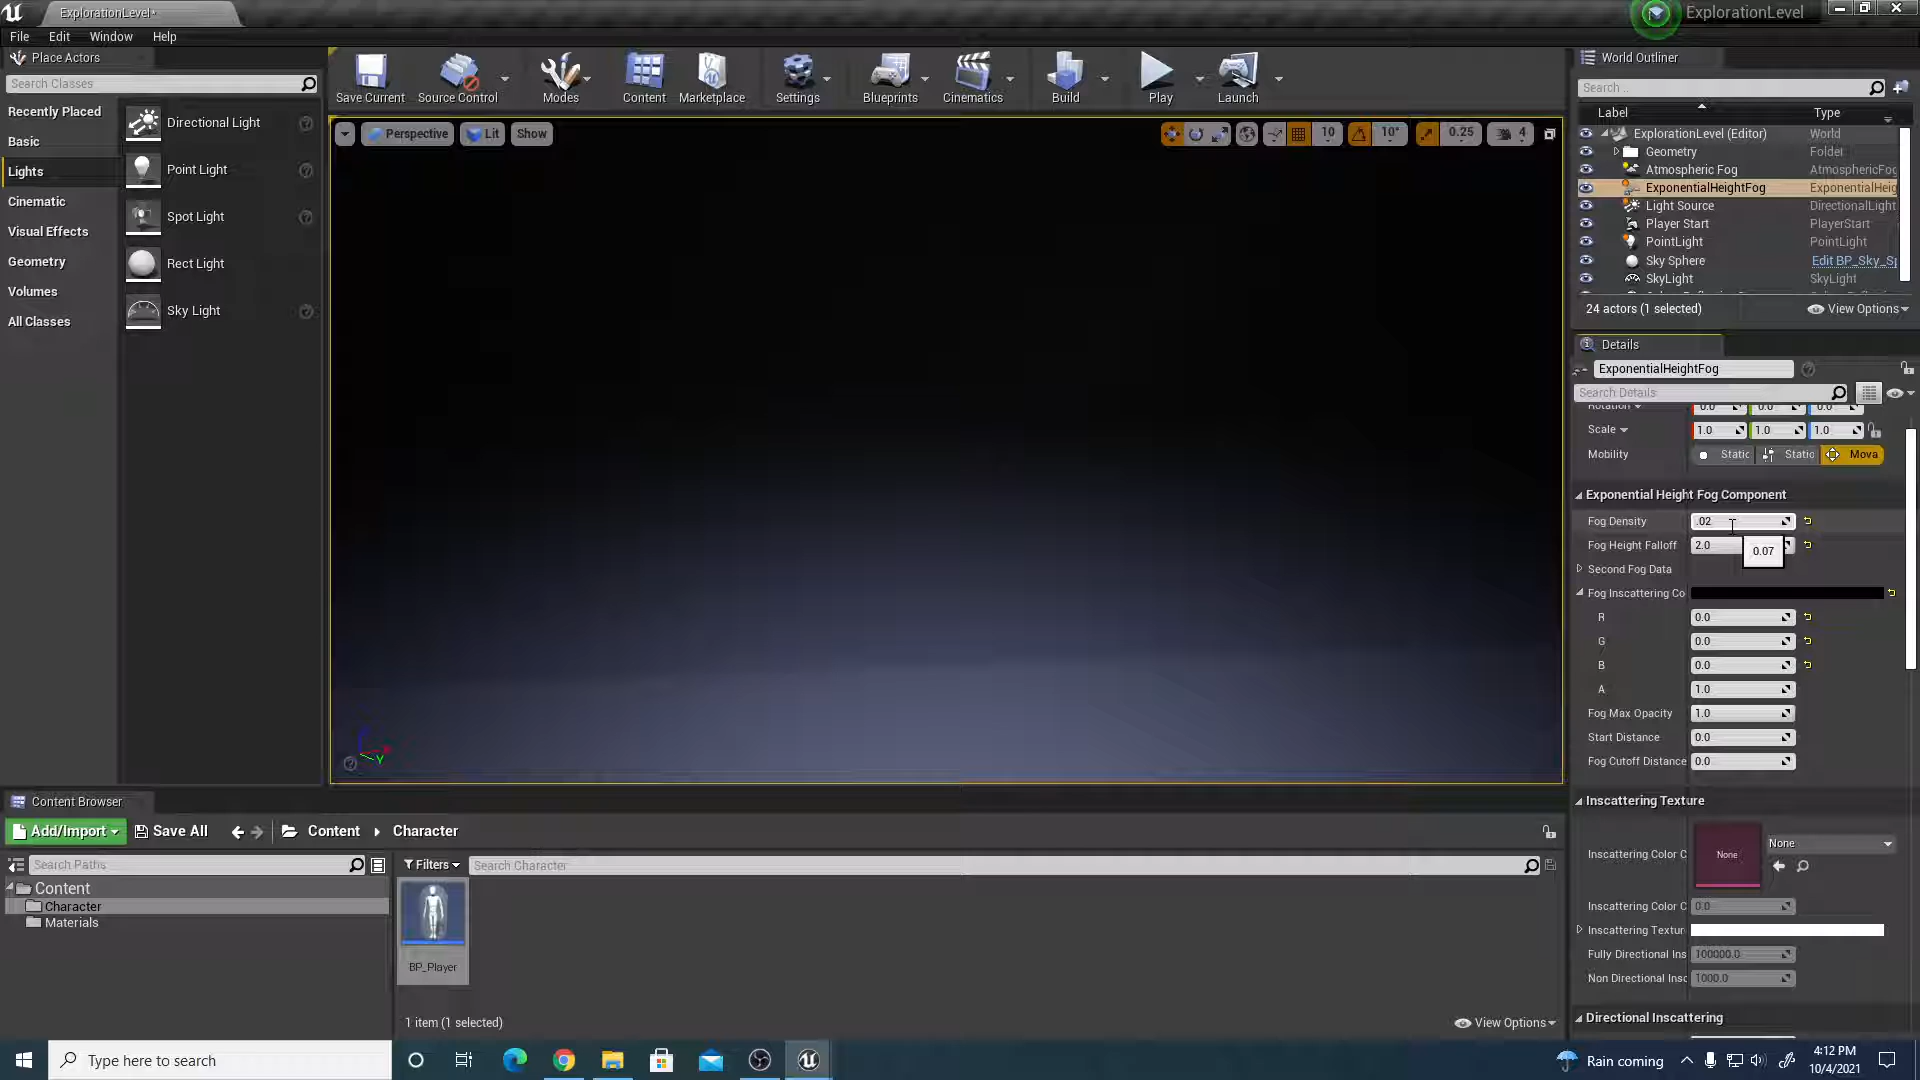 ExplorationLevel*
ExplorationLevel
File Edit Window Help
Place Actors
Search Classes
Recently Placed
Basic
Lights
Cinematic
Visual Effects
Geometry
Volumes
All Classes
Directional Light
Point Light
Spot Light
Rect Light
Sky Light
Save Current
Source Control
Modes
Content
Marketplace
Settings
Blueprints
Cinematics
Build
Play
Launch
Perspective Lit Show
10 10° 0.25 4
World Outliner
Search ..
Label Type
ExplorationLevel (Editor) World
Geometry Folder
Atmospheric Fog AtmosphericFog
ExponentialHeightFog ExponentialHeig
Light Source DirectionalLight
Player Start PlayerStart
PointLight PointLight
Sky Sphere Edit BP_Sky_Sp
SkyLight SkyLight
24 actors (1 selected) View Options
Details
ExponentialHeightFog
Search Details
Rotation 0.0 0.0 0.0
Scale 1.0 1.0 1.0
Mobility Static Statio Mova
Exponential Height Fog Component
Fog Density .02
Fog Height Falloff 2.0
0.07
Second Fog Data
Fog Inscattering Co
R 0.0
G 0.0
B 0.0
A 1.0
Fog Max Opacity 1.0
Start Distance 0.0
Fog Cutoff Distance 0.0
Inscattering Texture
Inscattering Color C None None
Inscattering Color C 0.0
Inscattering Textur
Fully Directional Ins 100000.0
Non Directional Insc 1000.0
Directional Inscattering
Content Browser
Add/Import Save All Content Character
Search Paths
Filters Search Character
Content
Character
Materials
BP_Player
1 item (1 selected) View Options
Type here to search
Rain coming
4:12 PM
10/4/2021